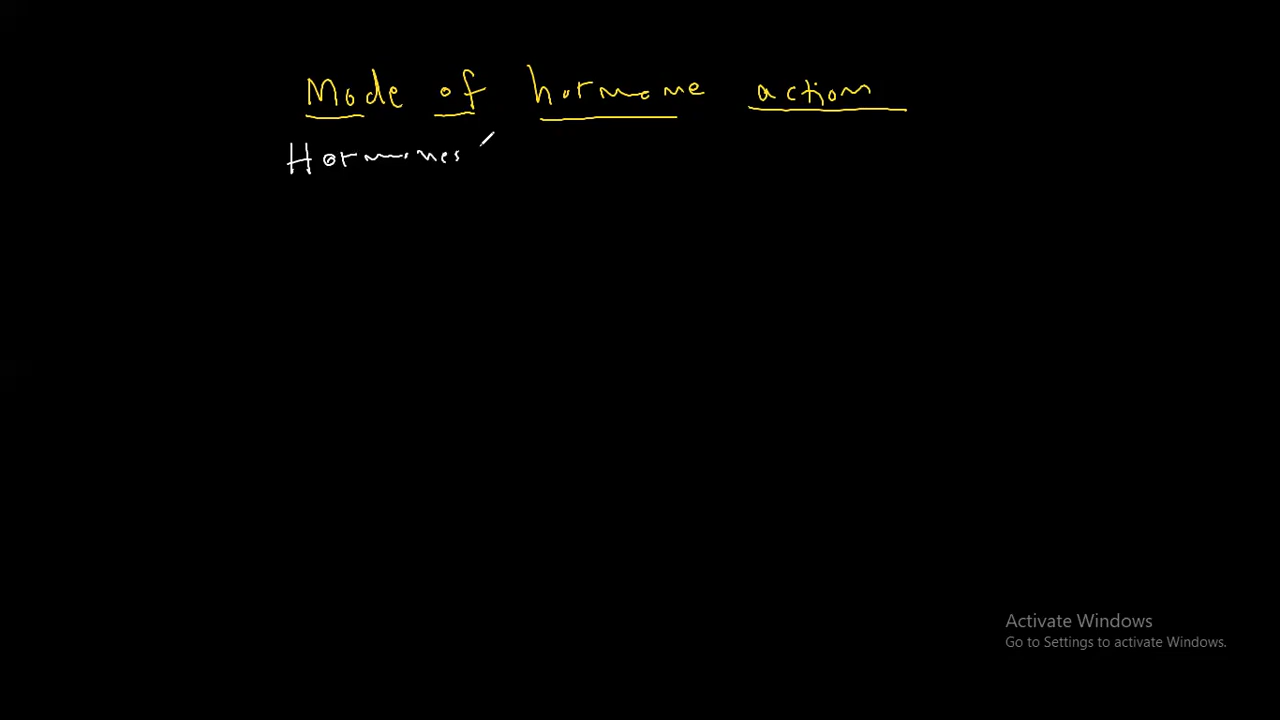 Mode of hormone action
Hormones
Activate Windows
Go to Settings to activate Windows.